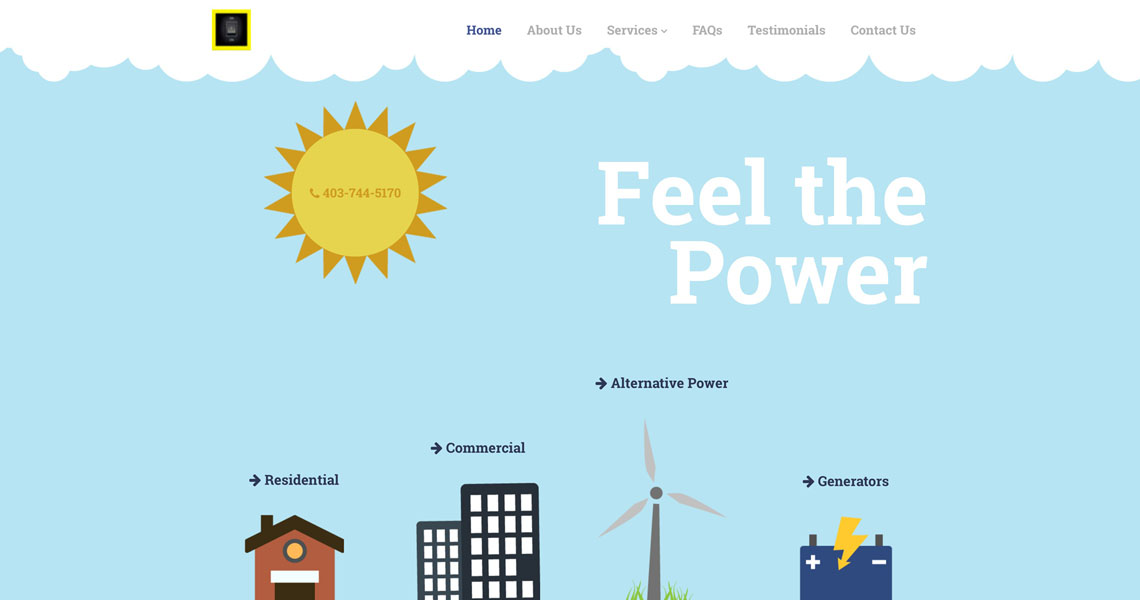 Home About Us Services FAQs Testimonials Contact Us
403-744-5170
Feel the
Power
Alternative Power
Commercial
Residential
Generators